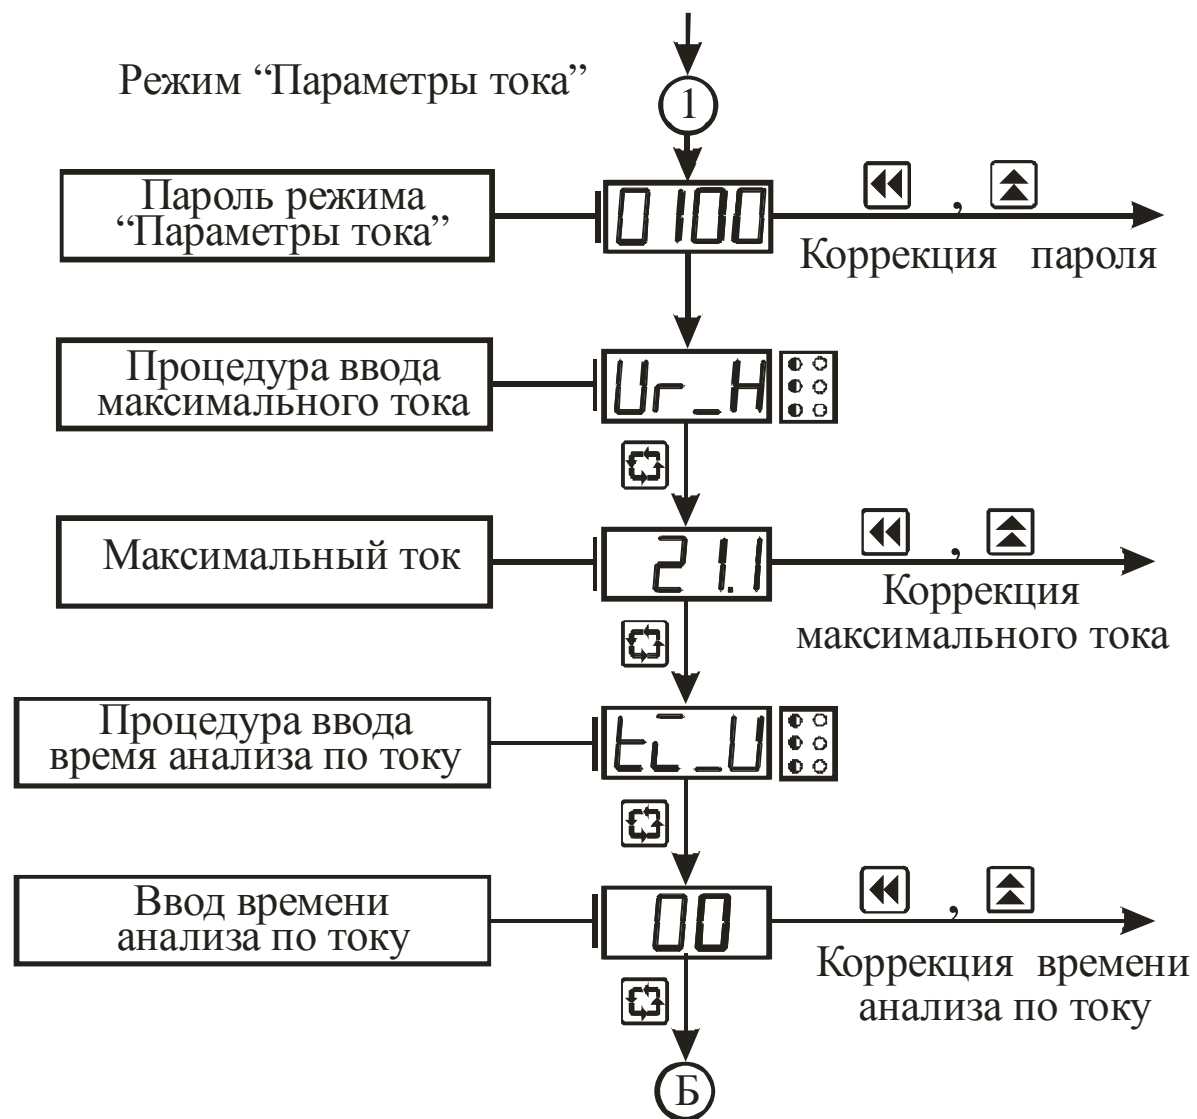 Режим “Параметры тока”
1
Пароль режима
“Параметры тока”
0100
,
Коррекция пароля
Процедура ввода
максимального тока
Ur_H
Максимальный ток
21.1
,
Коррекция
максимального тока
Процедура ввода
время анализа по току
Ввод времени
анализа по току
00
,
Коррекция времени
анализа по току
Б